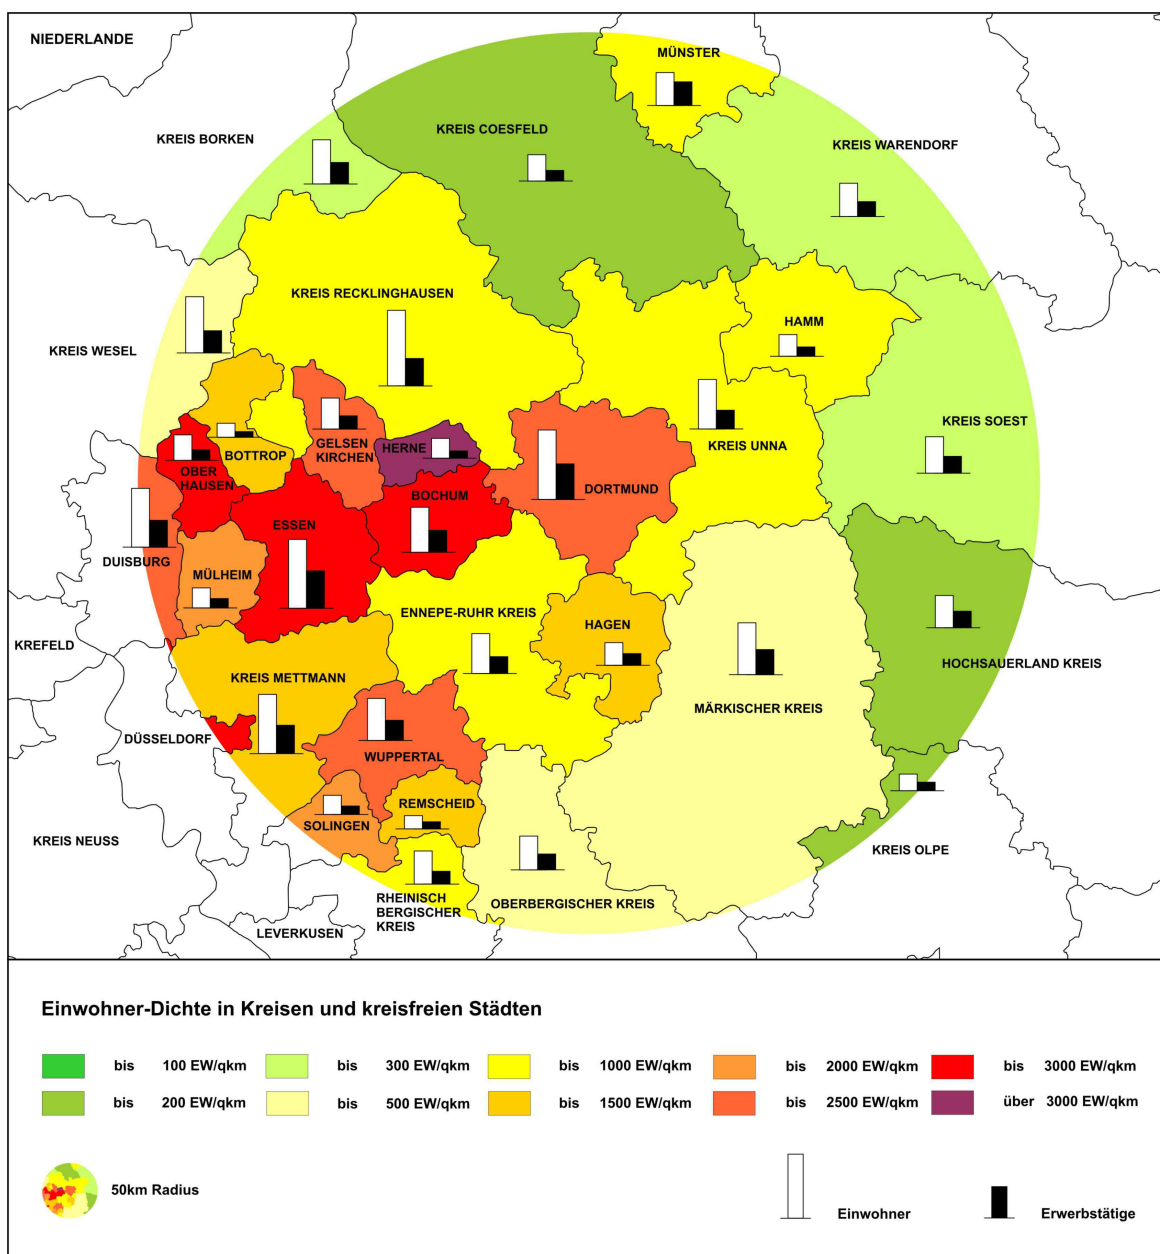 NIEDERLANDE
MÜNSTER
KREIS COESFELD
KREIS BORKEN
KREIS WARENDORF
KREIS RECKLINGHAUSEN
HAMM
KREIS WESEL
KREIS SOEST
GELSEN
KIRCHEN
HERNE
KREIS UNNA
BOTTROP
OBER
HAUSEN
BOCHUM
DORTMUND
ESSEN
DUISBURG
MÜLHEIM
ENNEPE-RUHR KREIS
HAGEN
KREFELD
HOCHSAUERLAND KREIS
KREIS METTMANN
MÄRKISCHER KREIS
DÜSSELDORF
WUPPERTAL
REMSCHEID
SOLINGEN
KREIS NEUSS
KREIS OLPE
RHEINISCH
BERGISCHER
KREIS
OBERBERGISCHER KREIS
LEVERKUSEN
Einwohner-Dichte in Kreisen und kreisfreien Städten
bis 100 EW/qkm
bis 300 EW/qkm
bis 1000 EW/qkm
bis 2000 EW/qkm
bis 3000 EW/qkm
bis 200 EW/qkm
bis 500 EW/qkm
bis 1500 EW/qkm
bis 2500 EW/qkm
über 3000 EW/qkm
50km Radius
Einwohner
Erwerbstätige